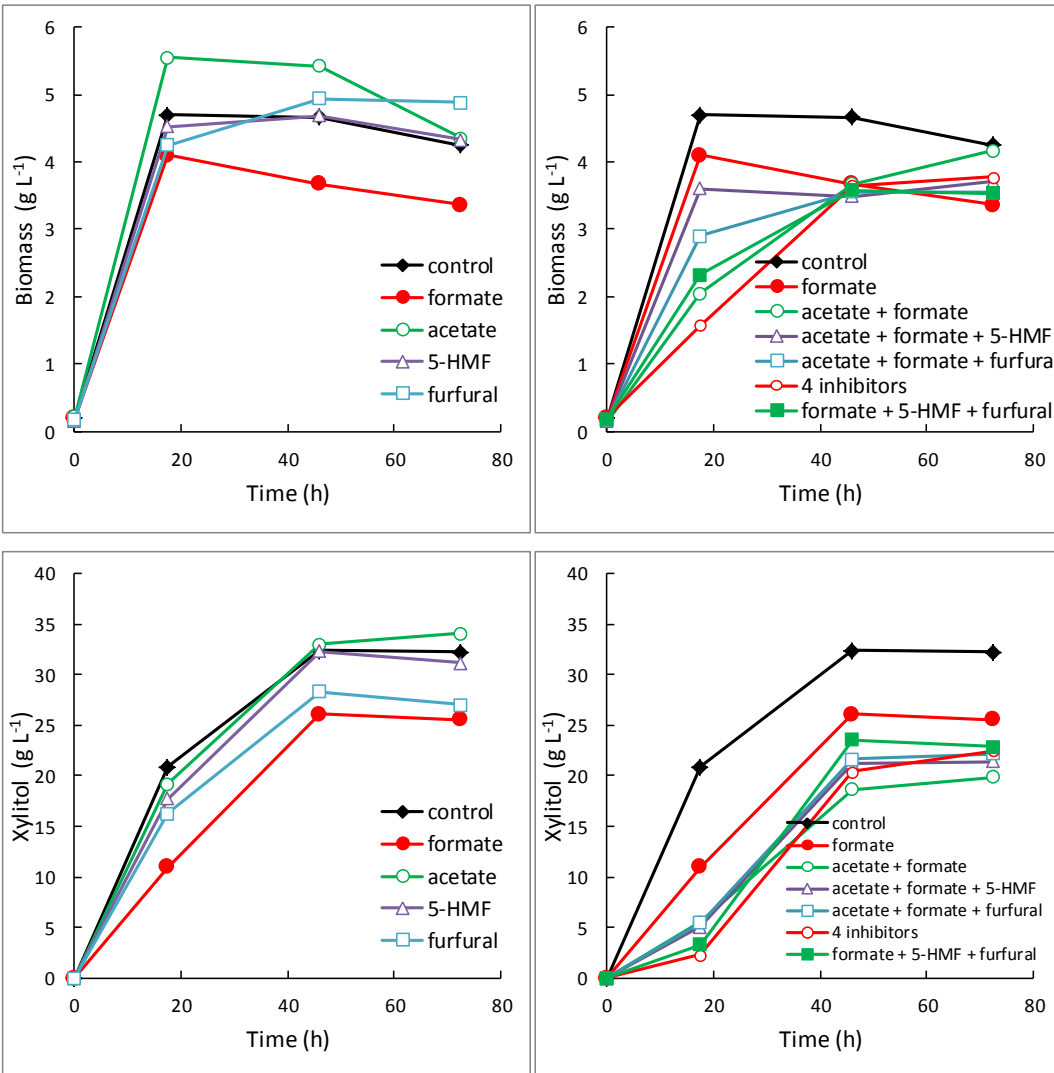 6
5
4
3
2
1
0
0 20 40 60 80
Biomass (g L-1)
Time (h)
control
formate
acetate
5-HMF
furfural
6
5
4
3
2
1
0
0 20 40 60 80
Biomass (g L-1)
Time (h)
control
formate
acetate + formate
acetate + formate + 5-HMF
acetate + formate + furfural
4 inhibitors
formate + 5-HMF + furfural
40
35
30
25
20
15
10
5
0
0 20 40 60 80
Xylitol (g L-1)
Time (h)
control
formate
acetate
5-HMF
furfural
40
35
30
25
20
15
10
5
0
0 20 40 60 80
Xylitol (g L-1)
Time (h)
control
formate
acetate + formate
acetate + formate + 5-HMF
acetate + formate + furfural
4 inhibitors
formate + 5-HMF + furfural